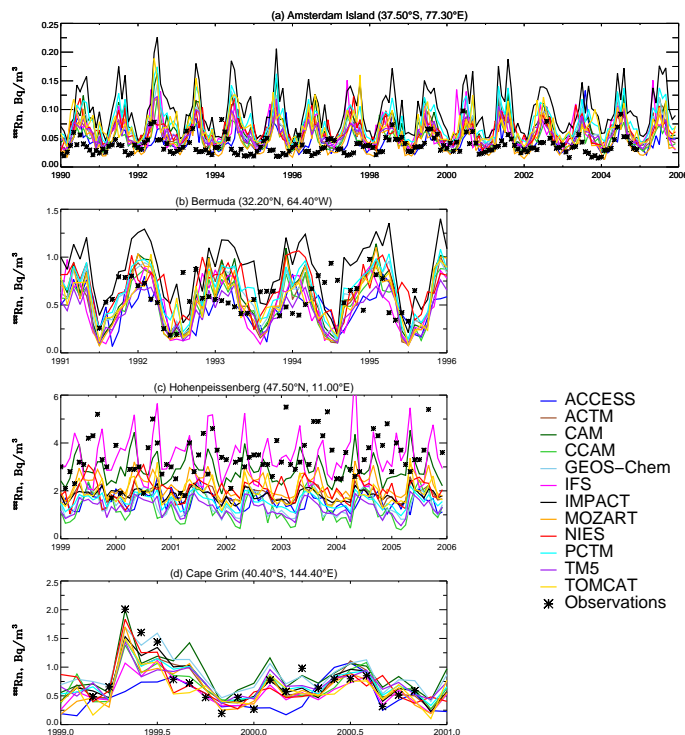 (a) Amsterdam Island (37.50°S, 77.30°E)
0.25
0.20
0.15
0.10
0.05
0.00
²²²Rn, Bq/m³
1990 1992 1994 1996 1998 2000 2002 2004 2006
(b) Bermuda (32.20°N, 64.40°W)
1.5
1.0
0.5
0.0
²²²Rn, Bq/m³
1991 1992 1993 1994 1995 1996
(c) Hohenpeissenberg (47.50°N, 11.00°E)
6
4
2
0
²²²Rn, Bq/m³
1999 2000 2001 2002 2003 2004 2005 2006
(d) Cape Grim (40.40°S, 144.40°E)
2.5
2.0
1.5
1.0
0.5
0.0
²²²Rn, Bq/m³
1999.0 1999.5 2000.0 2000.5 2001.0
ACCESS
ACTM
CAM
CCAM
GEOS−Chem
IFS
IMPACT
MOZART
NIES
PCTM
TM5
TOMCAT
Observations